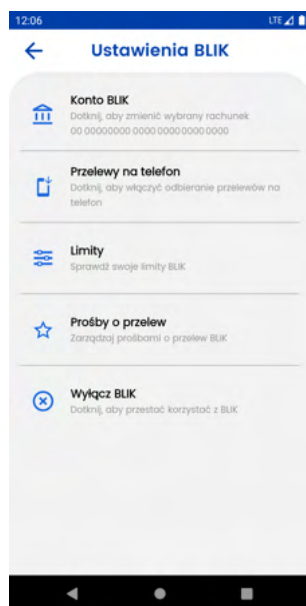 12:06
LTE
Ustawienia BLIK
Konto BLIK
Dotknij, aby zmienić wybrany rachunek
00 00000000 0000 0000 0000 0000
Przelewy na telefon
Dotknij, aby włączyć odbieranie przelewów na
telefon
Limity
Sprawdź swoje limity BLIK
Prośby o przelew
Zarządzaj prośbami o przelew BLIK
Wyłącz BLIK
Dotknij, aby przestać korzystać z BLIK